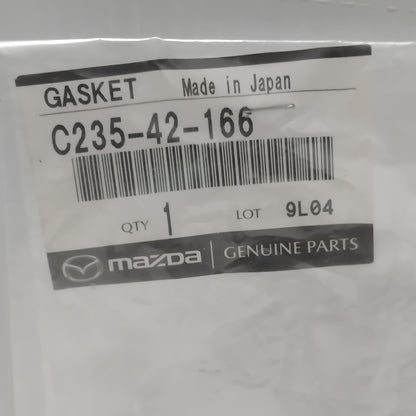 GASKET Made in Japan
C235-42-166
QTY 1 LOT 9L04
mazda GENUINE PARTS